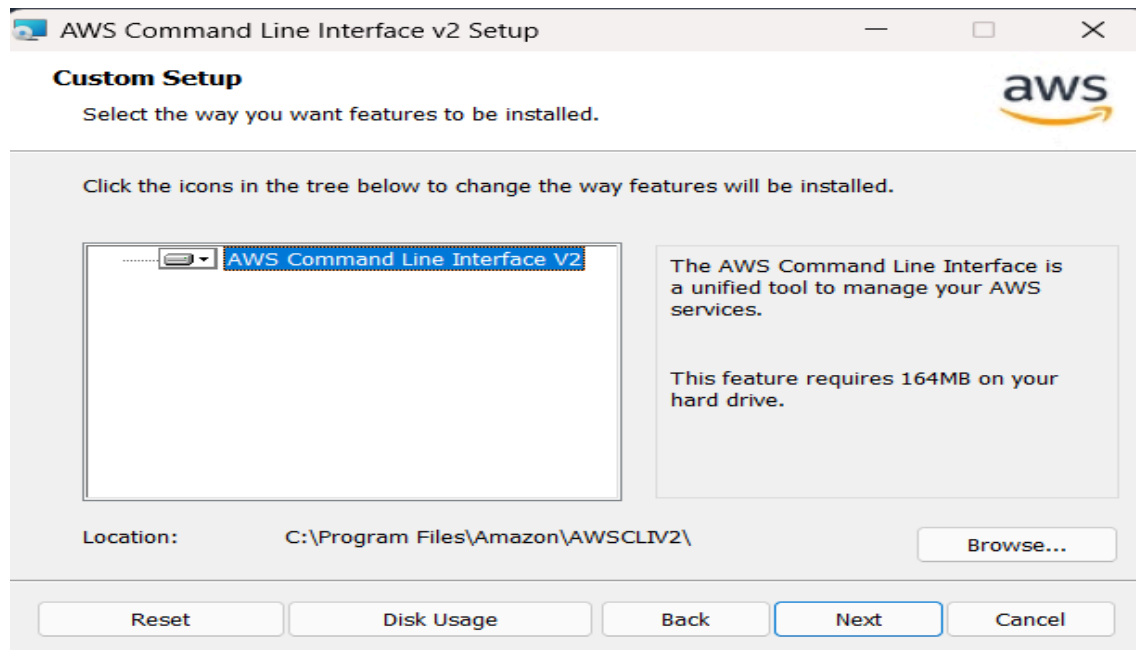 AWS Command Line Interface v2 Setup
Custom Setup
Select the way you want features to be installed.
aws
Click the icons in the tree below to change the way features will be installed.
AWS Command Line Interface V2
The AWS Command Line Interface is
a unified tool to manage your AWS
services.
This feature requires 164MB on your
hard drive.
Location:
C:\Program Files\Amazon\AWSCLIV2\
Browse...
Reset
Disk Usage
Back
Next
Cancel